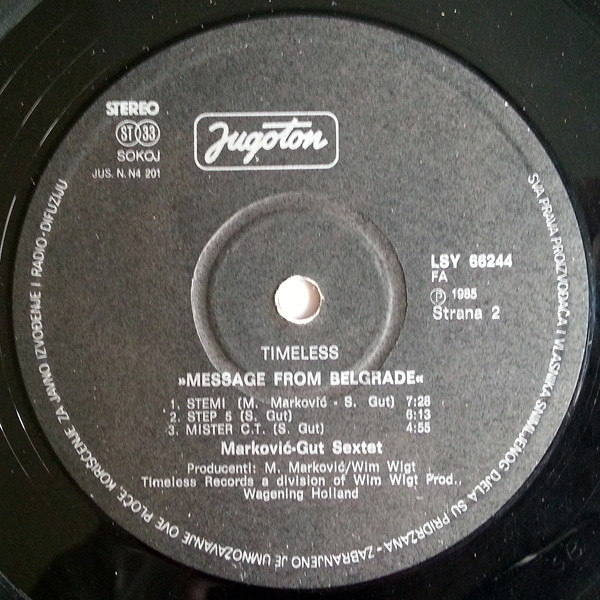 STEREO
ST 33
SOKOJ
JUS. N. N4 201
Jugoton
LSY 66244
FA
Ⓟ 1985
Strana 2
TIMELESS
»MESSAGE FROM BELGRADE«
1. STEMI (M. Marković - S. Gut) 7:28
2. STEP 5 (S. Gut) 6:13
3. MISTER C.T. (S. Gut) 4:55
Marković-Gut Sextet
Producenti: M. Marković/Wim Wigt
Timeless Records a division of Wim Wigt Prod..
Wagening Holland
SVA PRAVA PROIZVOĐAČA I VLASNIKA SNIMLJENOG DJELA SU PRIDRŽANA - ZABRANJENO JE UMNOŽAVANJE OVE PLOČE KORIŠĆENJE ZA JAVNO IZVOĐENJE I RADIO-DIFUZIJU